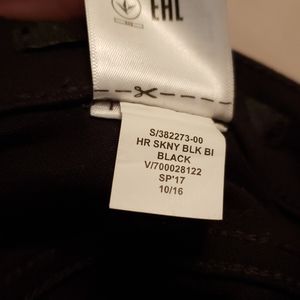 EAC
S/382273-00
HR SKNY BLK BI
BLACK
V/700028122
SP'17
10/16